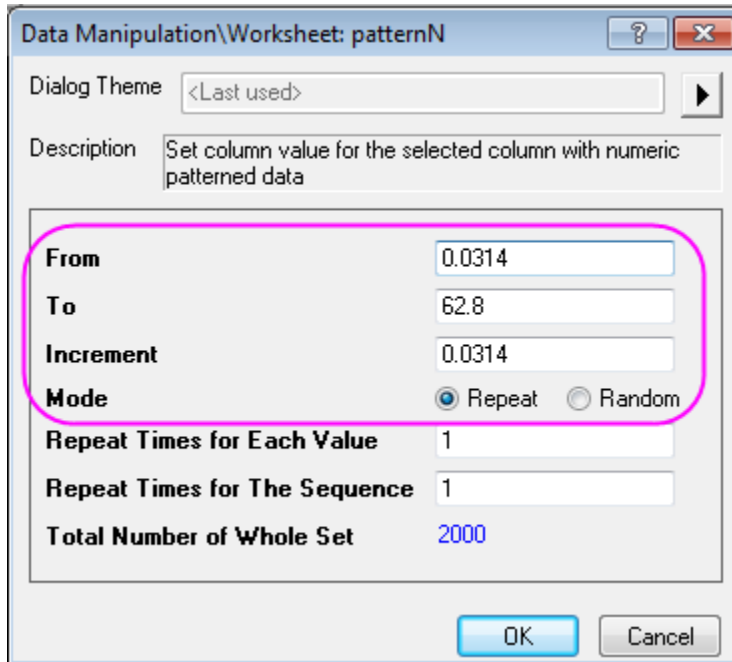 Data Manipulation\Worksheet: patternN
?
Dialog Theme <Last used>
Description Set column value for the selected column with numeric
patterned data
From 0.0314
To 62.8
Increment 0.0314
Mode Repeat Random
Repeat Times for Each Value 1
Repeat Times for The Sequence 1
Total Number of Whole Set 2000
OK Cancel